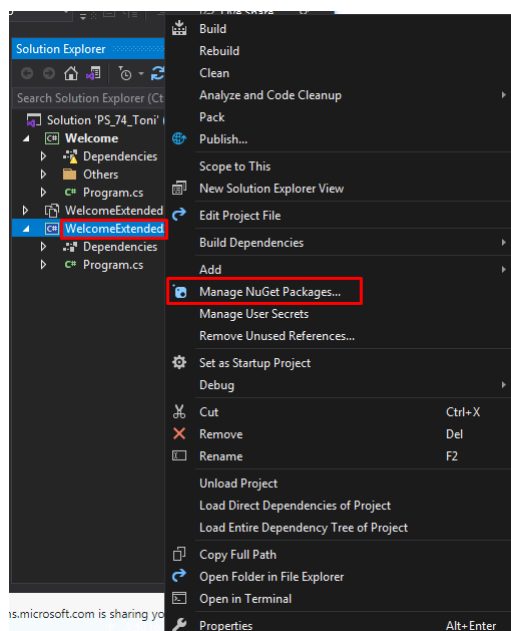 Live Share
Solution Explorer
Search Solution Explorer (Ct
Solution 'PS_74_Toni' (
C# Welcome
Dependencies
Others
C# Program.cs
WelcomeExtended
C# WelcomeExtended
Dependencies
C# Program.cs
Build
Rebuild
Clean
Analyze and Code Cleanup
Pack
Publish...
Scope to This
New Solution Explorer View
Edit Project File
Build Dependencies
Add
Manage NuGet Packages...
Manage User Secrets
Remove Unused References...
Set as Startup Project
Debug
Cut Ctrl+X
Remove Del
Rename F2
Unload Project
Load Direct Dependencies of Project
Load Entire Dependency Tree of Project
Copy Full Path
Open Folder in File Explorer
Open in Terminal
Properties Alt+Enter
ns.microsoft.com is sharing yo